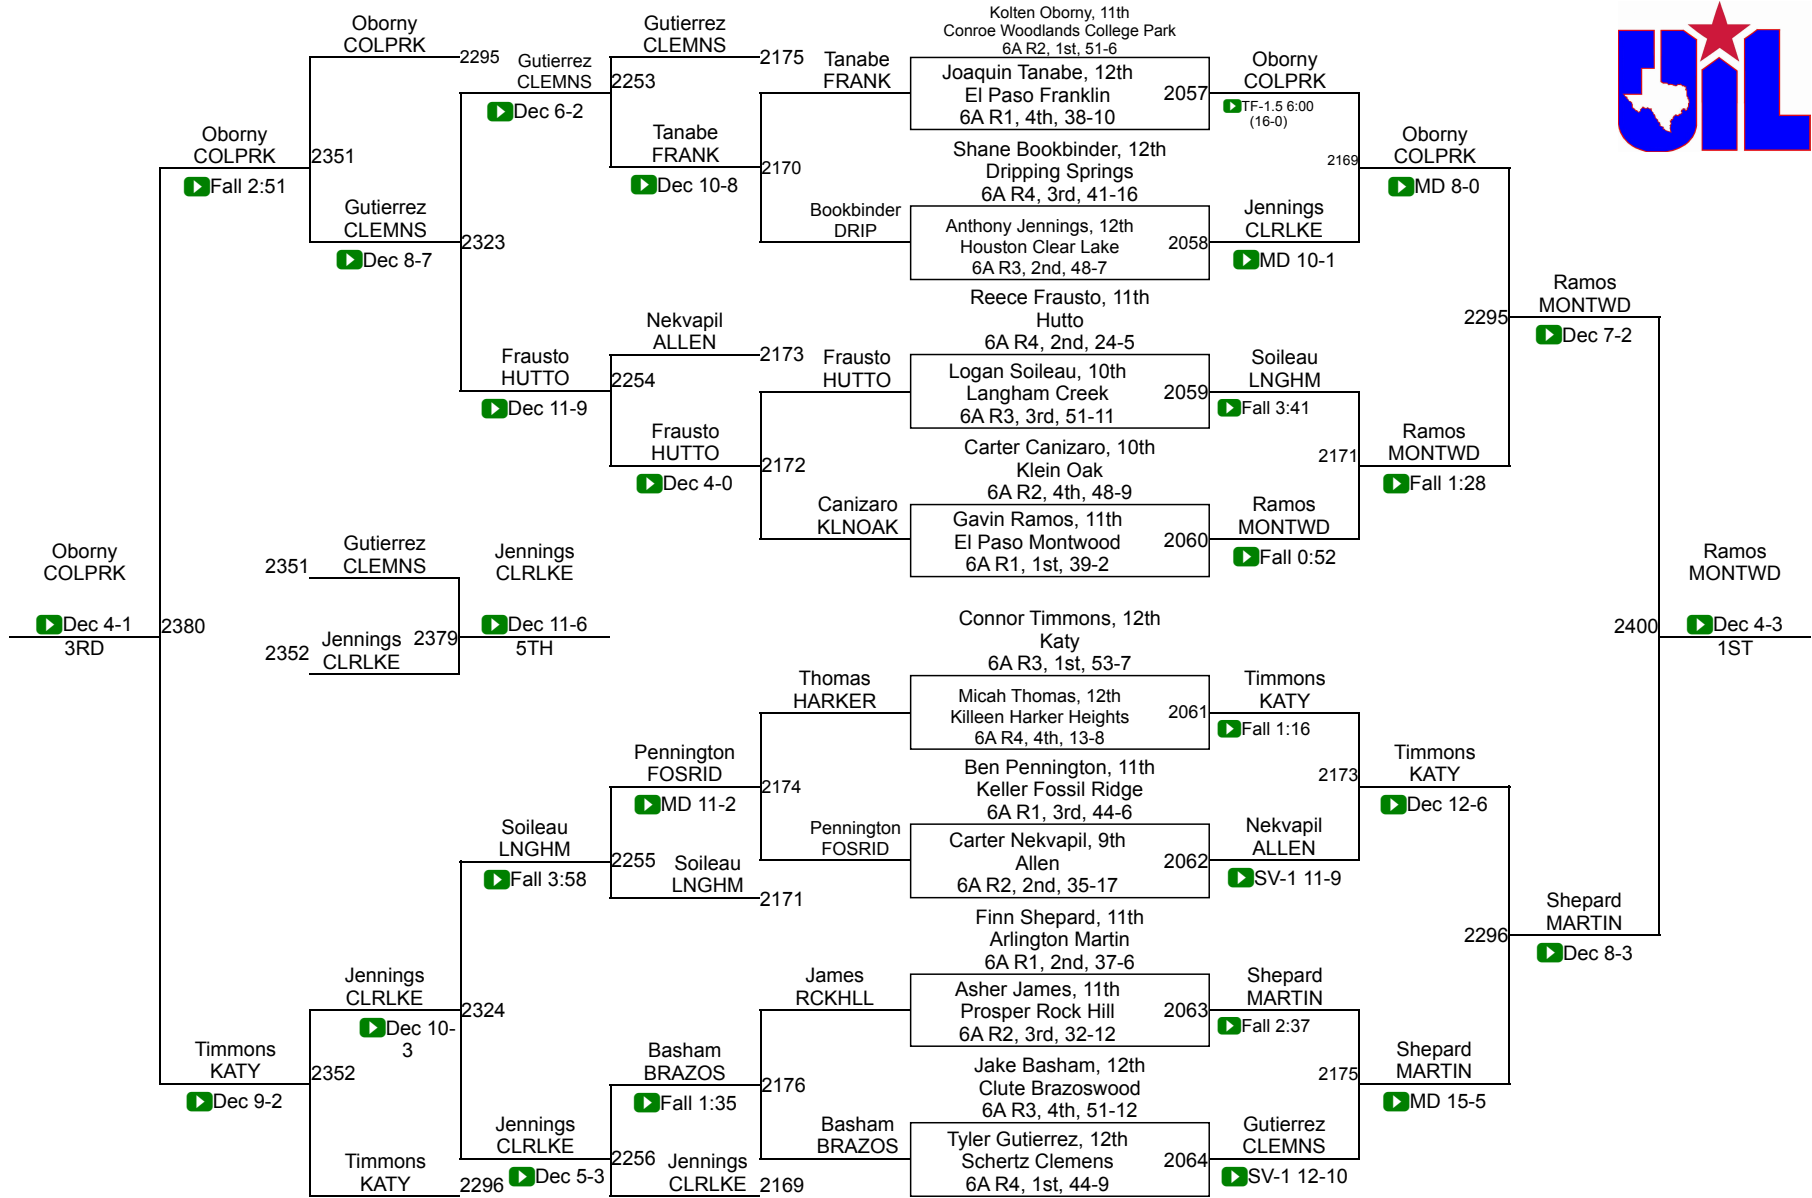 Oborny
COLPRK
2295
Gutierrez
CLEMNS
Dec 6-2
Gutierrez
CLEMNS
2175
2253
Tanabe
FRANK
Dec 10-8
Oborny
COLPRK
Fall 2:51
2351
Gutierrez
CLEMNS
Dec 8-7
2323
Tanabe
FRANK
2170
Bookbinder
DRIP
Kolten Oborny, 11th
Conroe Woodlands College Park
6A R2, 1st, 51-6
Joaquin Tanabe, 12th
El Paso Franklin
6A R1, 4th, 38-10
2057
Oborny
COLPRK
TF-1.5 6:00
(16-0)
Shane Bookbinder, 12th
Dripping Springs
6A R4, 3rd, 41-16
Anthony Jennings, 12th
Houston Clear Lake
6A R3, 2nd, 48-7
2058
Jennings
CLRLKE
MD 10-1
2169
Oborny
COLPRK
MD 8-0
UIL
Nekvapil
ALLEN
2173
Frausto
HUTTO
Dec 11-9
2254
Frausto
HUTTO
Dec 4-0
Frausto
HUTTO
2172
Canizaro
KLNOAK
Reece Frausto, 11th
Hutto
6A R4, 2nd, 24-5
Logan Soileau, 10th
Langham Creek
6A R3, 3rd, 51-11
2059
Soileau
LNGHM
Fall 3:41
Carter Canizaro, 10th
Klein Oak
6A R2, 4th, 48-9
Gavin Ramos, 11th
El Paso Montwood
6A R1, 1st, 39-2
2060
Ramos
MONTWD
Fall 0:52
2171
Ramos
MONTWD
Fall 1:28
2295
Ramos
MONTWD
Dec 7-2
Oborny
COLPRK
Dec 4-1
3RD
2380
2351
Gutierrez
CLEMNS
2352
Jennings
CLRLKE
2379
Jennings
CLRLKE
Dec 11-6
5TH
2400
Ramos
MONTWD
Dec 4-3
1ST
Thomas
HARKER
Pennington
FOSRID
MD 11-2
2174
Pennington
FOSRID
Soileau
LNGHM
Fall 3:58
2255
Soileau
LNGHM
2171
Connor Timmons, 12th
Katy
6A R3, 1st, 53-7
Micah Thomas, 12th
Killeen Harker Heights
6A R4, 4th, 13-8
2061
Timmons
KATY
Fall 1:16
Ben Pennington, 11th
Keller Fossil Ridge
6A R1, 3rd, 44-6
Carter Nekvapil, 9th
Allen
6A R2, 2nd, 35-17
2062
Nekvapil
ALLEN
SV-1 11-9
2173
Timmons
KATY
Dec 12-6
2296
Shepard
MARTIN
Dec 8-3
Jennings
CLRLKE
Dec 10-
3
2324
Timmons
KATY
Dec 9-2
2352
Timmons
KATY
2296
Jennings
CLRLKE
Dec 5-3
James
RCKHLL
Basham
BRAZOS
Fall 1:35
2176
Basham
BRAZOS
2256
Jennings
CLRLKE
2169
Finn Shepard, 11th
Arlington Martin
6A R1, 2nd, 37-6
Asher James, 11th
Prosper Rock Hill
6A R2, 3rd, 32-12
2063
Shepard
MARTIN
Fall 2:37
Jake Basham, 12th
Clute Brazoswood
6A R3, 4th, 51-12
Tyler Gutierrez, 12th
Schertz Clemens
6A R4, 1st, 44-9
2064
Gutierrez
CLEMNS
SV-1 12-10
2175
Shepard
MARTIN
MD 15-5